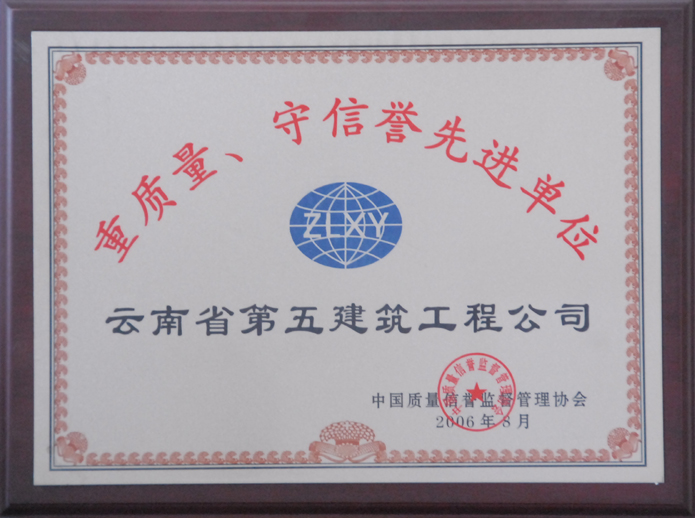 重质量、守信誉先进单位
ZLXY
云南省第五建筑工程公司
中国质量信誉监督管理协会
2006年8月